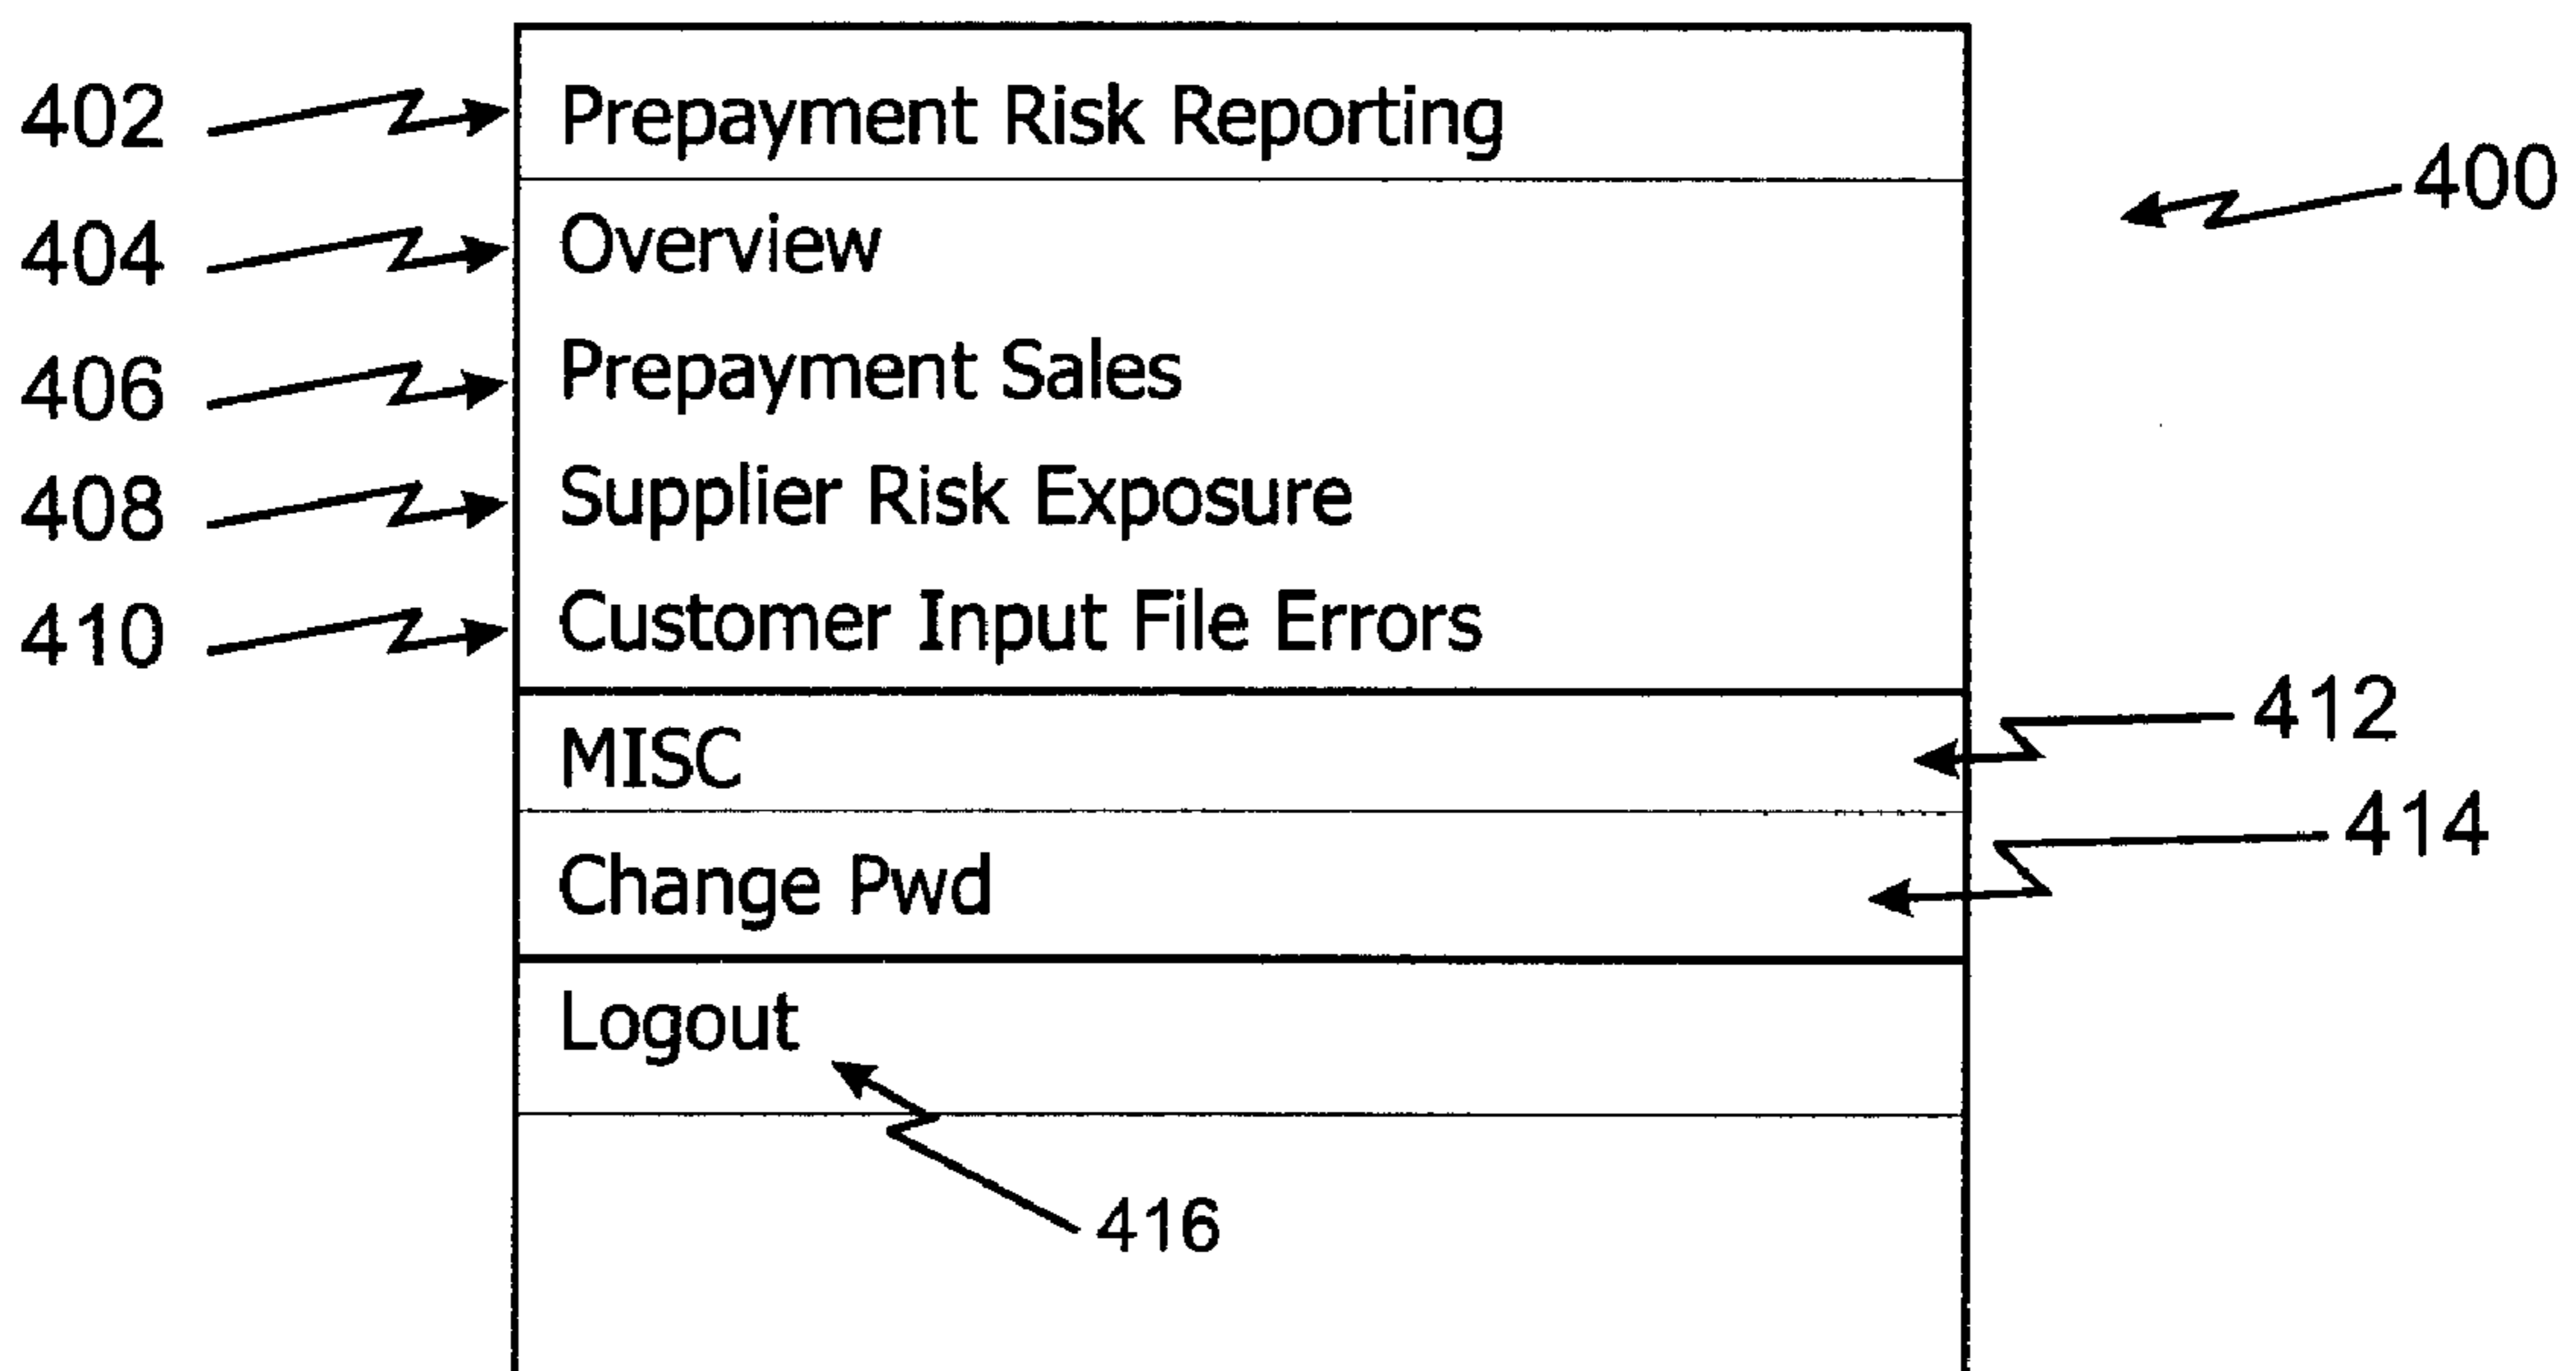 402 Prepayment Risk Reporting
400
404 Overview
406 Prepayment Sales
408 Supplier Risk Exposure
410 Customer Input File Errors
412
MISC
414
Change Pwd
Logout
416